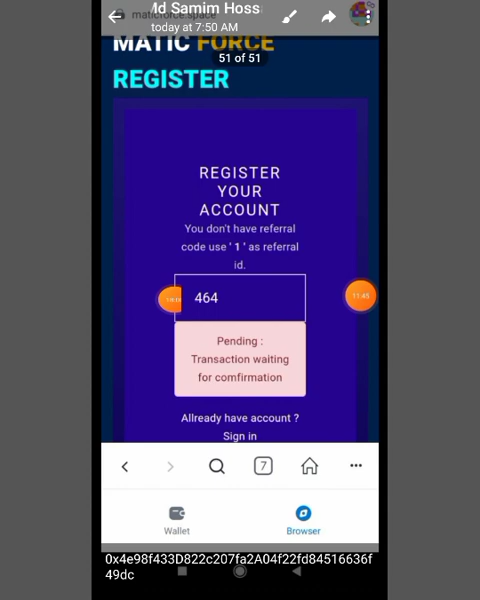 maticforce.space
Md Samim Hoss
today at 7:50 AM
51 of 51
MATIC FORCE
REGISTER
REGISTER
YOUR
ACCOUNT
You don't have referral
code use ' 1 ' as referral
id.
464
11:45
Pending :
Transaction waiting
for comfirmation
Allready have account ?
Sign in
7
Wallet
Browser
0x4e98f433D822c207fa2A04f22fd84516636f
49dc